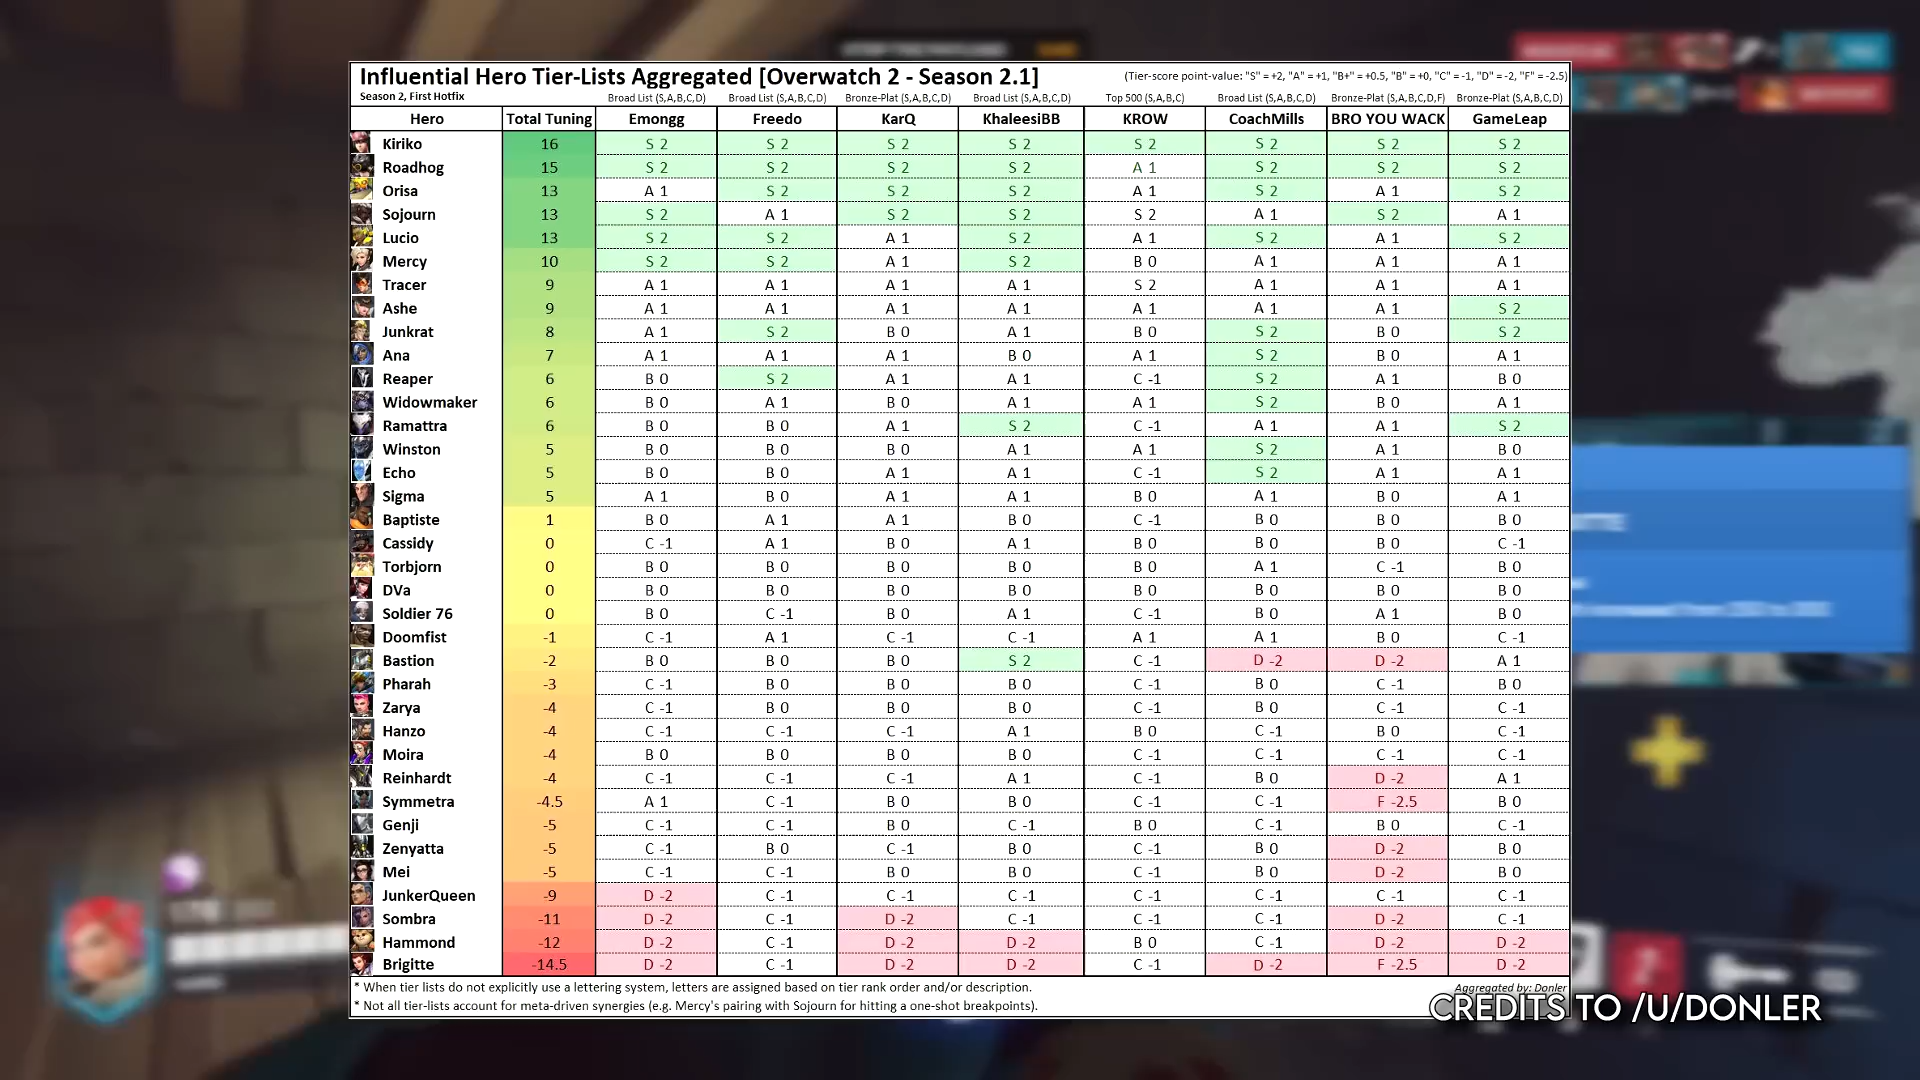 Influential Hero Tier-Lists Aggregated [Overwatch 2 - Season 2.1] (Tier-score point-value: "S" = +2, "A" = +1, "B+" = +0.5, "B" = +0, "C" = -1, "D" = -2, "F" = -2.5)
Season 2, First Hotfix Broad List (S,A,B,C,D) Broad List (S,A,B,C,D) Bronze-Plat (S,A,B,C,D) Broad List (S,A,B,C,D) Top 500 (S,A,B,C) Broad List (S,A,B,C,D) Bronze-Plat (S,A,B,C,D,F) Bronze-Plat (S,A,B,C,D)
Hero Total Tuning Emongg Freedo KarQ KhaleesiBB KROW CoachMills BRO YOU WACK GameLeap
Kiriko 16 S 2 S 2 S 2 S 2 S 2 S 2 S 2 S 2
Roadhog 15 S 2 S 2 S 2 S 2 A 1 S 2 S 2 S 2
Orisa 13 A 1 S 2 S 2 S 2 A 1 S 2 A 1 S 2
Sojourn 13 S 2 A 1 S 2 S 2 S 2 A 1 S 2 A 1
Lucio 13 S 2 S 2 A 1 S 2 A 1 S 2 A 1 S 2
Mercy 10 S 2 S 2 A 1 S 2 B 0 A 1 A 1 A 1
Tracer 9 A 1 A 1 A 1 A 1 S 2 A 1 A 1 A 1
Ashe 9 A 1 A 1 A 1 A 1 A 1 A 1 A 1 S 2
Junkrat 8 A 1 S 2 B 0 A 1 B 0 S 2 B 0 S 2
Ana 7 A 1 A 1 A 1 B 0 A 1 S 2 B 0 A 1
Reaper 6 B 0 S 2 A 1 A 1 C -1 S 2 A 1 B 0
Widowmaker 6 B 0 A 1 B 0 A 1 A 1 S 2 B 0 A 1
Ramattra 6 B 0 B 0 A 1 S 2 C -1 A 1 A 1 S 2
Winston 5 B 0 B 0 B 0 A 1 A 1 S 2 A 1 B 0
Echo 5 B 0 B 0 A 1 A 1 C -1 S 2 A 1 A 1
Sigma 5 A 1 B 0 A 1 A 1 B 0 A 1 B 0 A 1
Baptiste 1 B 0 A 1 A 1 B 0 C -1 B 0 B 0 B 0
Cassidy 0 C -1 A 1 B 0 A 1 B 0 B 0 B 0 C -1
Torbjorn 0 B 0 B 0 B 0 B 0 B 0 A 1 C -1 B 0
DVa 0 B 0 B 0 B 0 B 0 B 0 B 0 B 0 B 0
Soldier 76 0 B 0 C -1 B 0 A 1 C -1 B 0 A 1 B 0
Doomfist -1 C -1 A 1 C -1 C -1 A 1 A 1 B 0 C -1
Bastion -2 B 0 B 0 B 0 S 2 C -1 D -2 D -2 A 1
Pharah -3 C -1 B 0 B 0 B 0 C -1 B 0 C -1 B 0
Zarya -4 C -1 B 0 B 0 B 0 C -1 B 0 C -1 C -1
Hanzo -4 C -1 C -1 C -1 A 1 B 0 C -1 B 0 C -1
Moira -4 B 0 B 0 B 0 B 0 C -1 C -1 C -1 C -1
Reinhardt -4 C -1 C -1 C -1 A 1 C -1 B 0 D -2 A 1
Symmetra -4.5 A 1 C -1 B 0 B 0 C -1 C -1 F -2.5 B 0
Genji -5 C -1 C -1 B 0 C -1 B 0 C -1 B 0 C -1
Zenyatta -5 C -1 B 0 C -1 B 0 C -1 B 0 D -2 B 0
Mei -5 C -1 C -1 B 0 B 0 C -1 B 0 D -2 B 0
JunkerQueen -9 D -2 C -1 C -1 C -1 C -1 C -1 C -1 C -1
Sombra -11 D -2 C -1 D -2 C -1 C -1 C -1 D -2 C -1
Hammond -12 D -2 C -1 D -2 D -2 B 0 C -1 D -2 D -2
Brigitte -14.5 D -2 C -1 D -2 D -2 C -1 D -2 F -2.5 D -2
* When tier lists do not explicitly use a lettering system, letters are assigned based on tier rank order and/or description. Aggregated by: Donler
* Not all tier-lists account for meta-driven synergies (e.g. Mercy's pairing with Sojourn for hitting a one-shot breakpoints).
CREDITS TO /U/DONLER